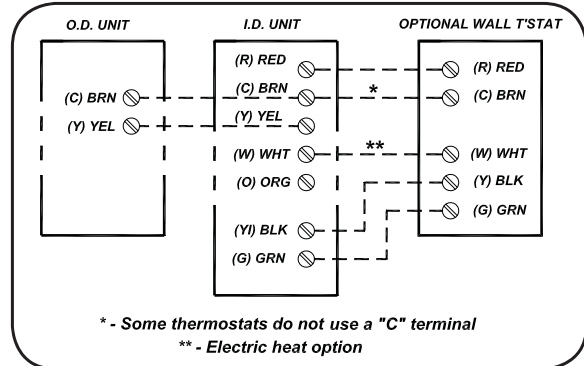 O.D. UNIT
I.D. UNIT
OPTIONAL WALL T'STAT
(R) RED
(R) RED
(C) BRN
(C) BRN
*
(C) BRN
(Y) YEL
(Y) YEL
(W) WHT
**
(W) WHT
(O) ORG
(Y) BLK
(G) GRN
(YI) BLK
(G) GRN
* - Some thermostats do not use a "C" terminal
** - Electric heat option